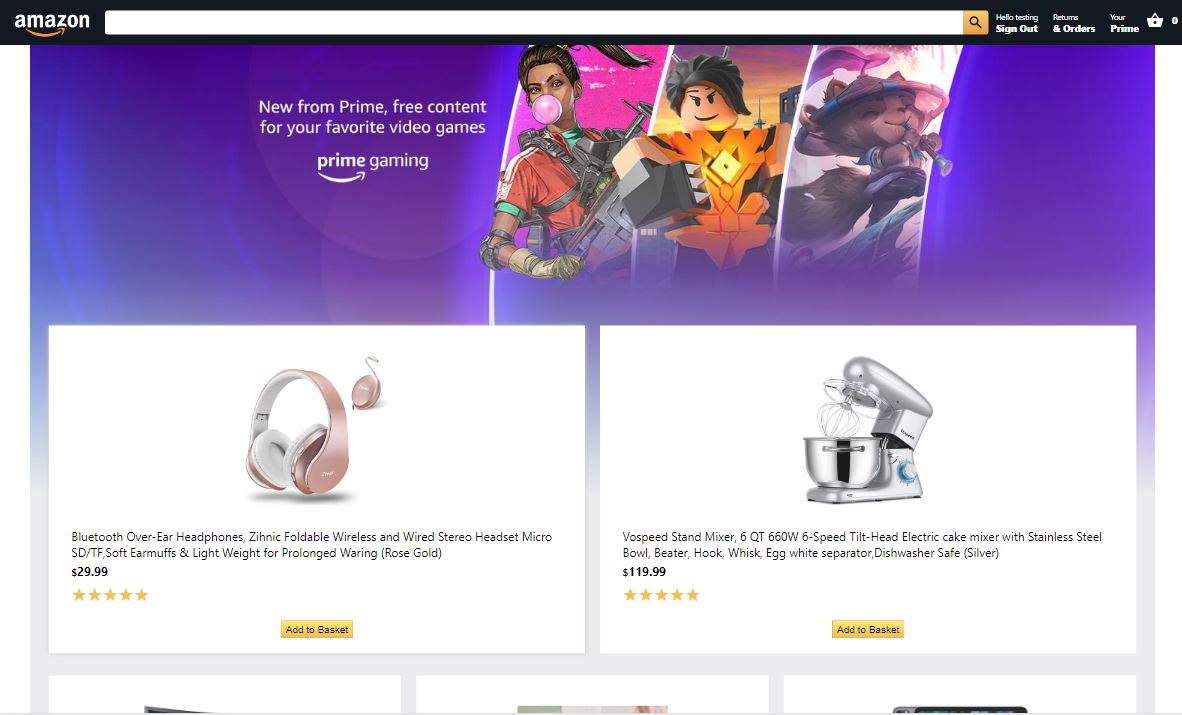 amazon
Hello testing
Sign Out
Returns
& Orders
Your
Prime
0
New from Prime, free content
for your favorite video games
prime gaming
Bluetooth Over-Ear Headphones, Zihnic Foldable Wireless and Wired Stereo Headset Micro
SD/TF,Soft Earmuffs & Light Weight for Prolonged Waring (Rose Gold)
$29.99
Add to Basket
Vospeed Stand Mixer, 6 QT 660W 6-Speed Tilt-Head Electric cake mixer with Stainless Steel
Bowl, Beater, Hook, Whisk, Egg white separator,Dishwasher Safe (Silver)
$119.99
Add to Basket